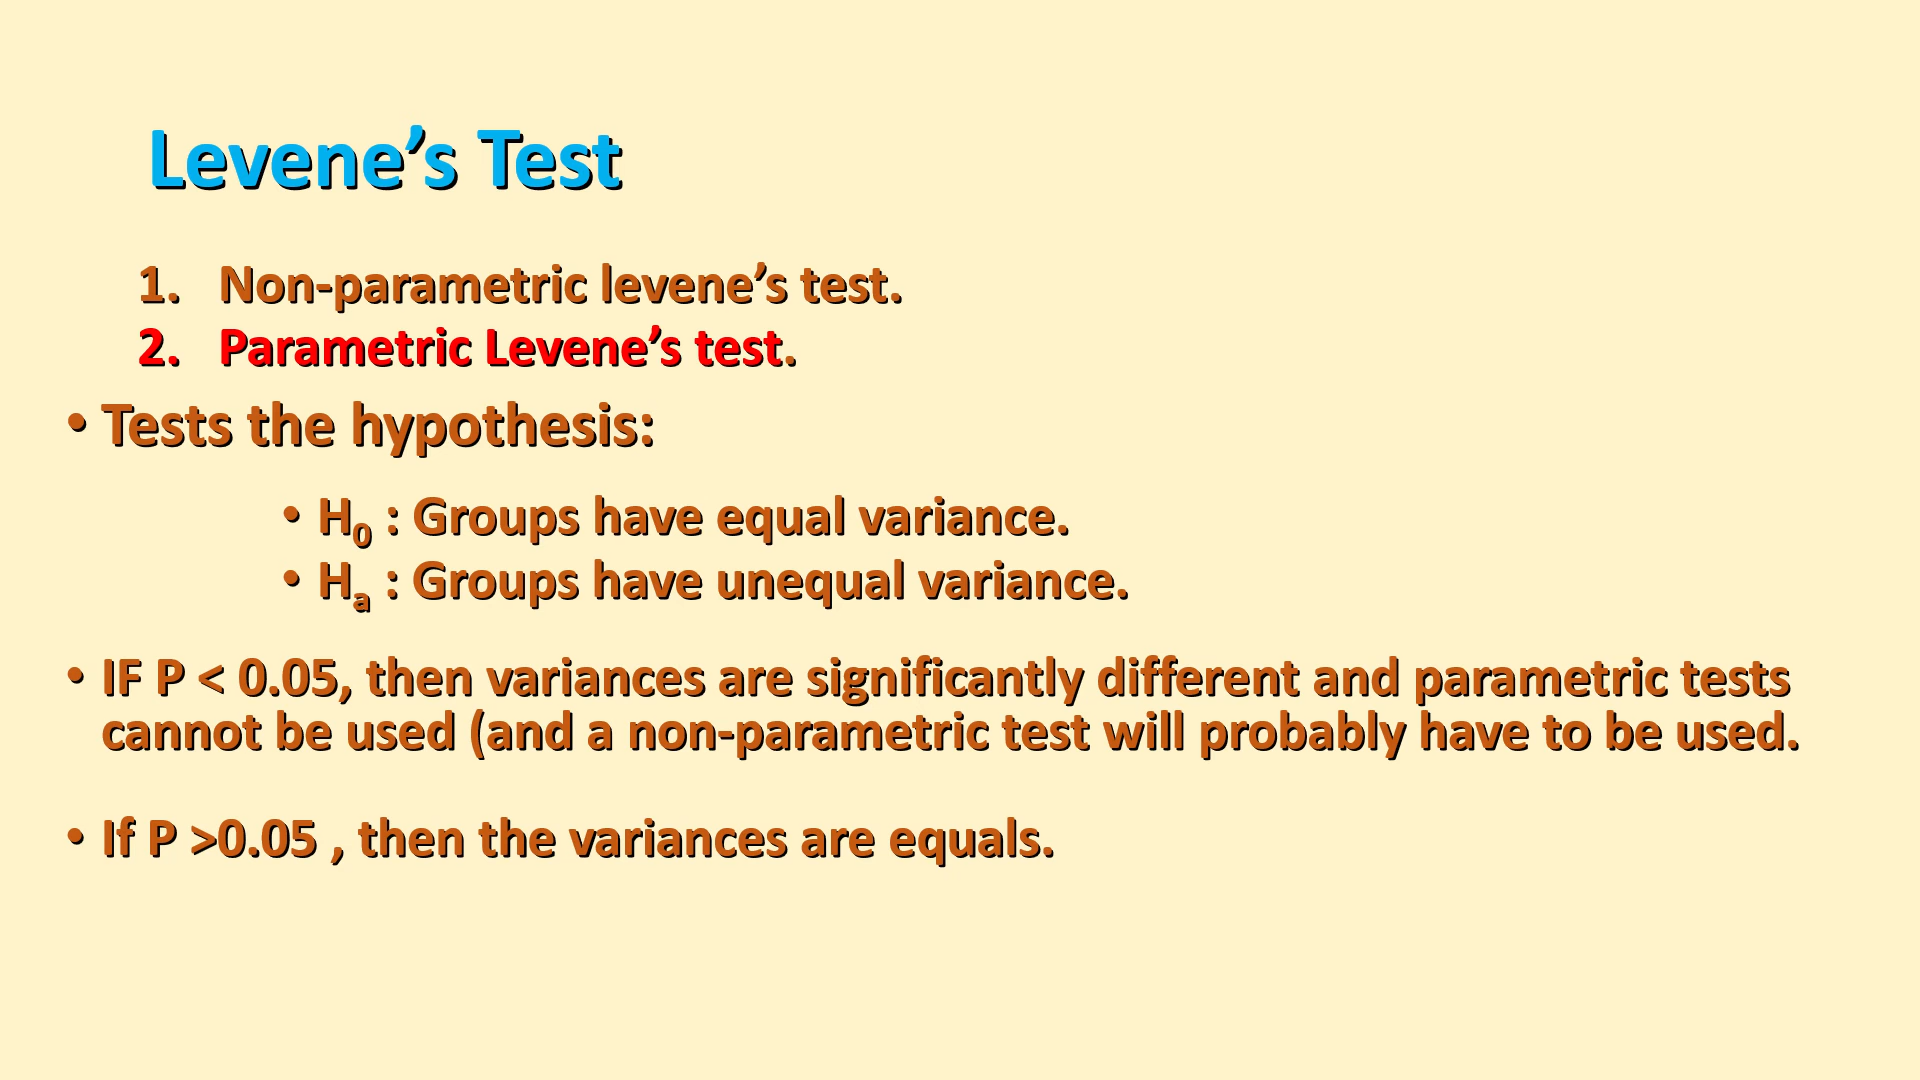 Levene’s Test
1. Non-parametric levene’s test.
2. Parametric Levene’s test.
• Tests the hypothesis:
• H₀ : Groups have equal variance.
• Hₐ : Groups have unequal variance.
• IF P < 0.05, then variances are significantly different and parametric tests
cannot be used (and a non-parametric test will probably have to be used.
• If P >0.05 , then the variances are equals.